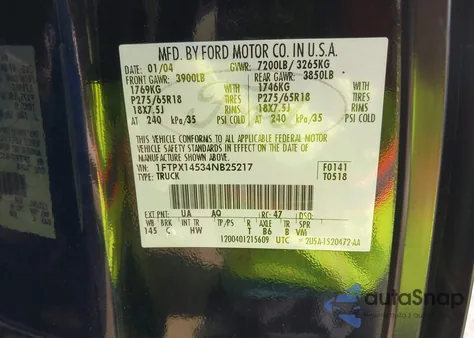 MFD. BY FORD MOTOR CO. IN U.S.A.
DATE: 01/04 GVWR: 7200LB/ 3265KG
FRONT GAWR: 3900LB REAR GAWR: 3850LB
1769KG 1746KG
P275/65R18 TIRES P275/65R18 TIRES
18X7.5J RIMS 18X7.5J RIMS
AT 240 kPa/35 PSI COLD AT 240 kPa/35 PSI COLD
THIS VEHICLE CONFORMS TO ALL APPLICABLE FEDERAL MOTOR
VEHICLE SAFETY STANDARDS IN EFFECT ON THE DATE OF
MANUFACTURE SHOWN ABOVE.
VIN: 1FTPX14534NB25217 F0141
TYPE: TRUCK T0518
EXT PNT: UA AQ RC: 47 DSO:
WB BRK INT TR TP/PS R AXLE TR SPR
145 C HW T B6 B VM
1200401215609 UTC 2U5A-1520472-AA
autoSnap